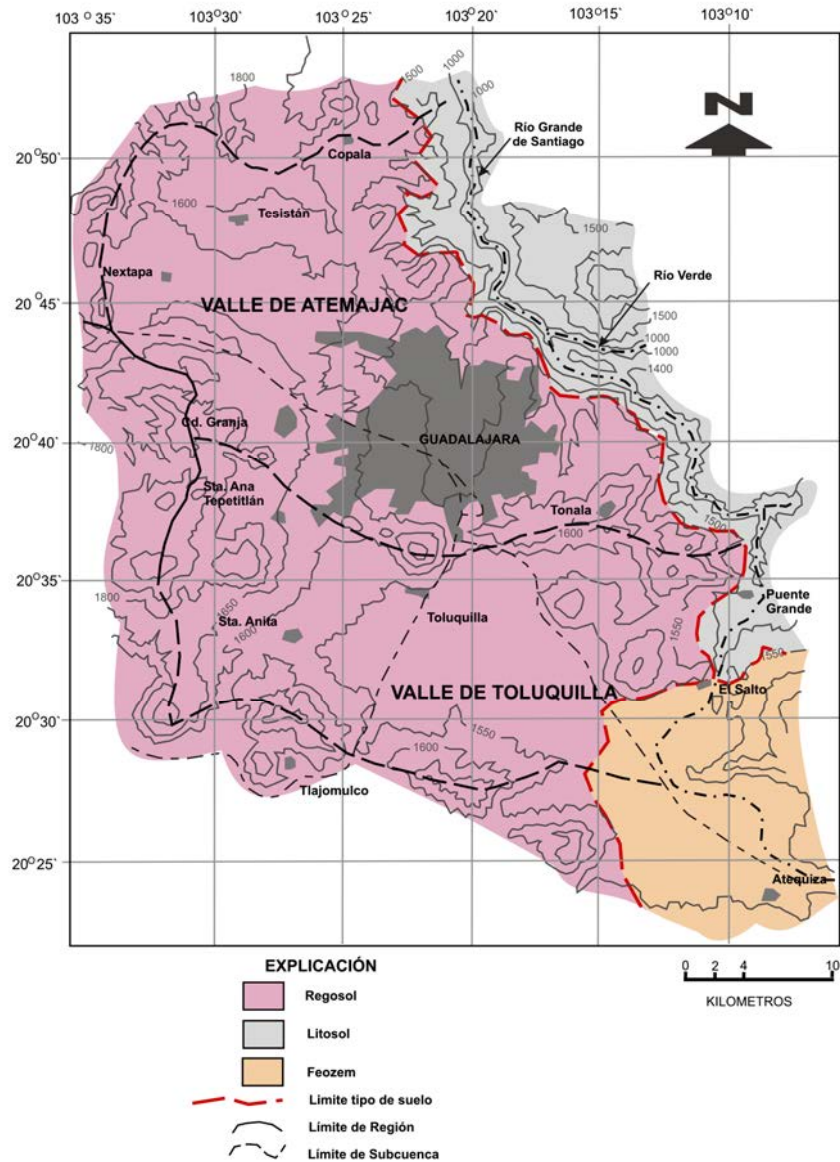 103 O 35`
103 O 30`
103 O 25`
103 O 20`
103 O 15`
103 O 10`
1800
1500
1000
1000
N
Río Grande
de Santiago
20 O 50`
Copala
1600
Tesistán
1500
Nextapa
Río Verde
20 O 45`
VALLE DE ATEMAJAC
1500
1000
1000
1400
Cd. Granja
20 O 40`
1800
GUADALAJARA
Sta. Ana
Tepetitlán
Tonala
1500
1600
20 O 35`
1800
1650
1600
Sta. Anita
Toluquilla
1550
Puente
Grande
1550
VALLE DE TOLUQUILLA
El Salto
20 O 30`
1550
1600
Tlajomulco
20 O 25`
Atequiza
EXPLICACIÓN
0 2 4 10
KILOMETROS
Regosol
Litosol
Feozem
Límite tipo de suelo
Límite de Región
Límite de Subcuenca